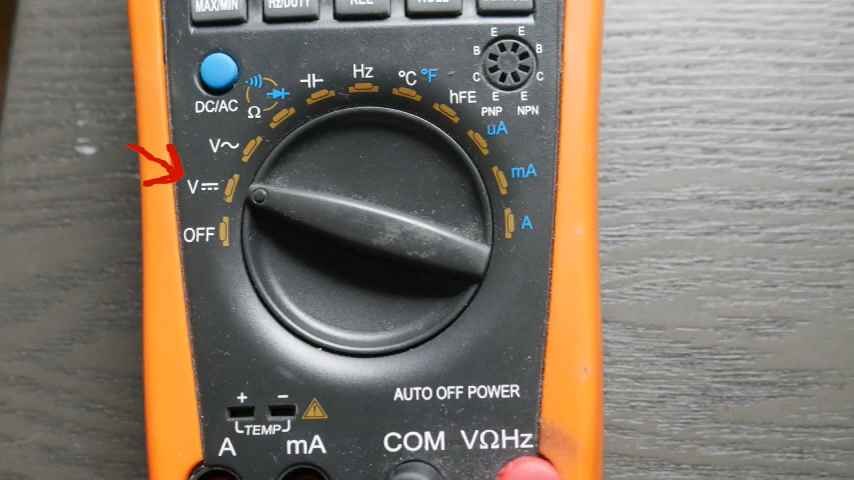 MAX/MIN Hz/DUTY REL HOLD
DC/AC
Ω
Hz
°C °F
hFE
E E
B B
C C
E E
PNP NPN
V~
uA
V⎓
mA
OFF
A
AUTO OFF POWER
+ −
TEMP
A mA COM VΩHz